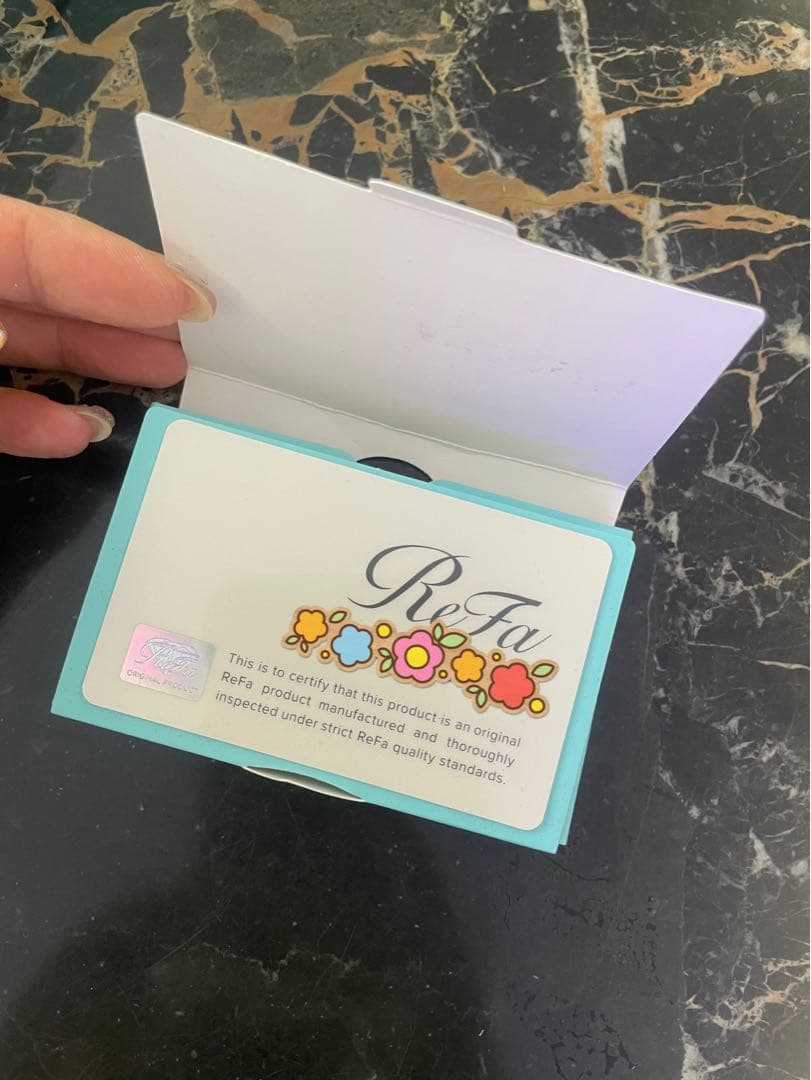 ReFa
ReFa
ORIGINAL PRODUCT
This is to certify that this product is an original
ReFa product manufactured and thoroughly
inspected under strict ReFa quality standards.